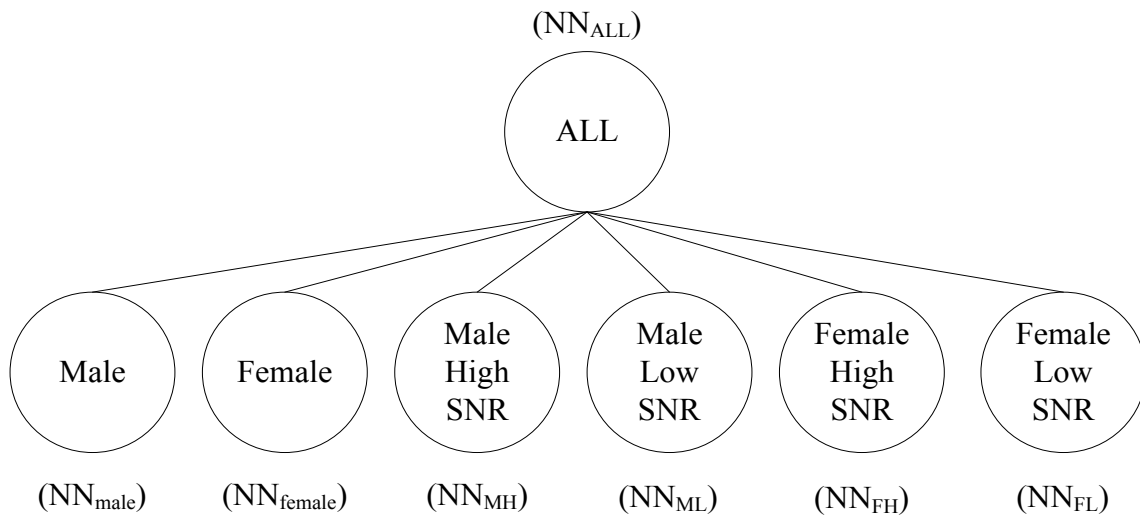 (NN_ALL)
ALL
Male
Female
Male
High
SNR
Male
Low
SNR
Female
High
SNR
Female
Low
SNR
(NN_male)
(NN_female)
(NN_MH)
(NN_ML)
(NN_FH)
(NN_FL)